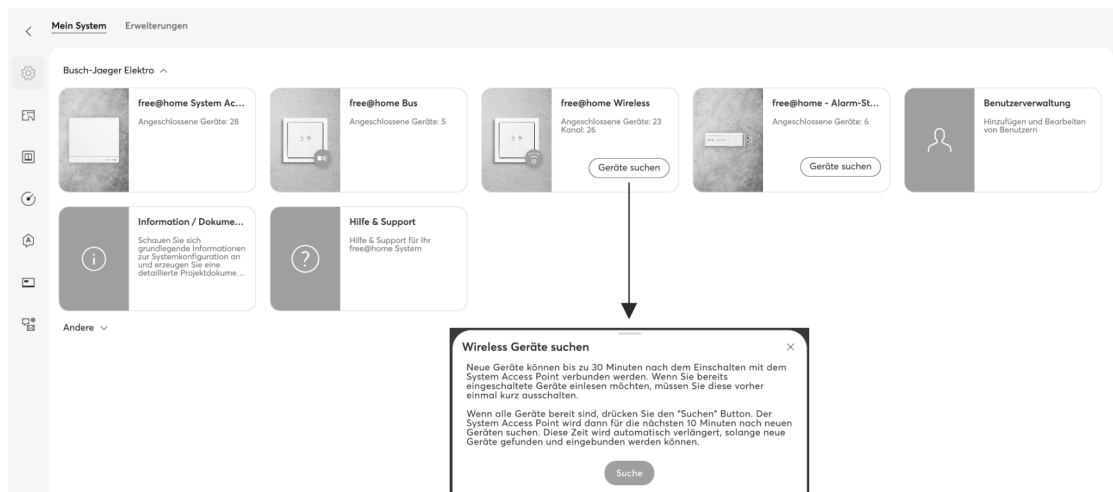 Mein System Erweiterungen
Busch-Jaeger Elektro
free@home System Ac...
Angeschlossene Geräte: 28
free@home Bus
Angeschlossene Geräte: 5
free@home Wireless
Angeschlossene Geräte: 23
Kanal: 26
Geräte suchen
free@home - Alarm-St...
Angeschlossene Geräte: 6
Geräte suchen
Benutzerverwaltung
Hinzufügen und Bearbeiten
von Benutzern
Information / Dokume...
Schauen Sie sich
grundlegende Informationen
zur Systemkonfiguration an
und erzeugen Sie eine
detaillierte Projektdokume...
Hilfe & Support
Hilfe & Support für Ihr
free@home System
Andere
Wireless Geräte suchen
Neue Geräte können bis zu 30 Minuten nach dem Einschalten mit dem
System Access Point verbunden werden. Wenn Sie bereits
eingeschaltete Geräte einlesen möchten, müssen Sie diese vorher
einmal kurz ausschalten.
Wenn alle Geräte bereit sind, drücken Sie den "Suchen" Button. Der
System Access Point wird dann für die nächsten 10 Minuten nach neuen
Geräten suchen. Diese Zeit wird automatisch verlängert, solange neue
Geräte gefunden und eingebunden werden können.
Suche